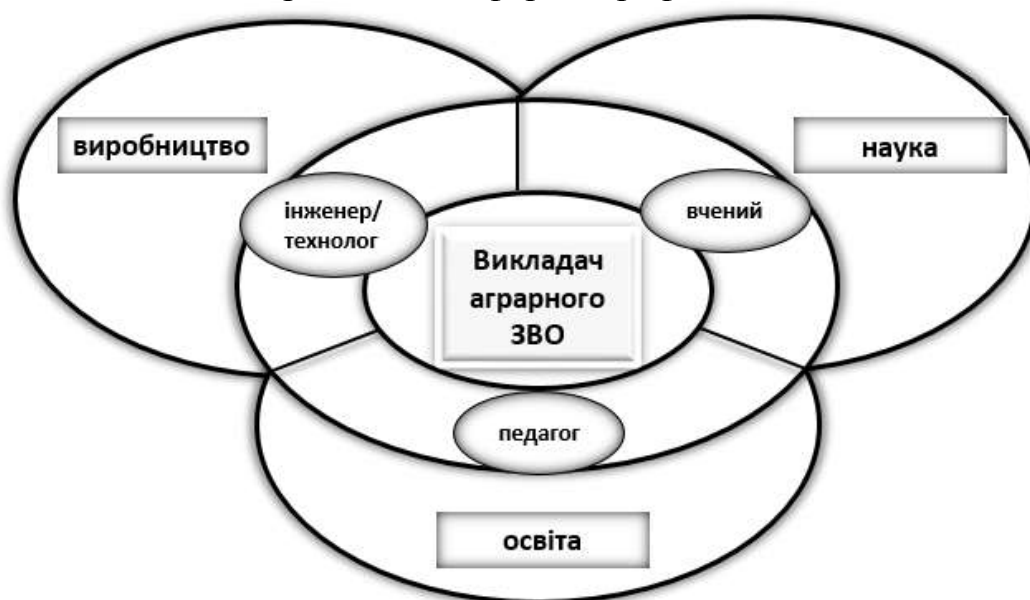 виробництво
наука
інженер/
технолог
вчений
Викладач
аграрного
ЗВО
педагог
освіта